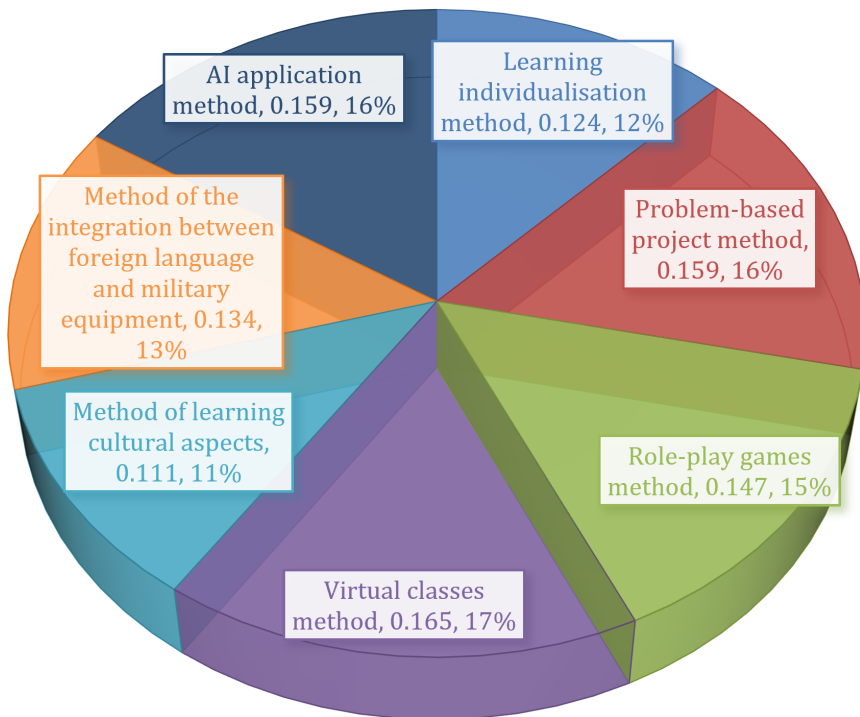 AI application
method, 0.159, 16%
Learning
individualisation
method, 0.124, 12%
Method of the
integration between
foreign language
and military
equipment, 0.134,
13%
Problem-based
project method,
0.159, 16%
Method of learning
cultural aspects,
0.111, 11%
Role-play games
method, 0.147, 15%
Virtual classes
method, 0.165, 17%